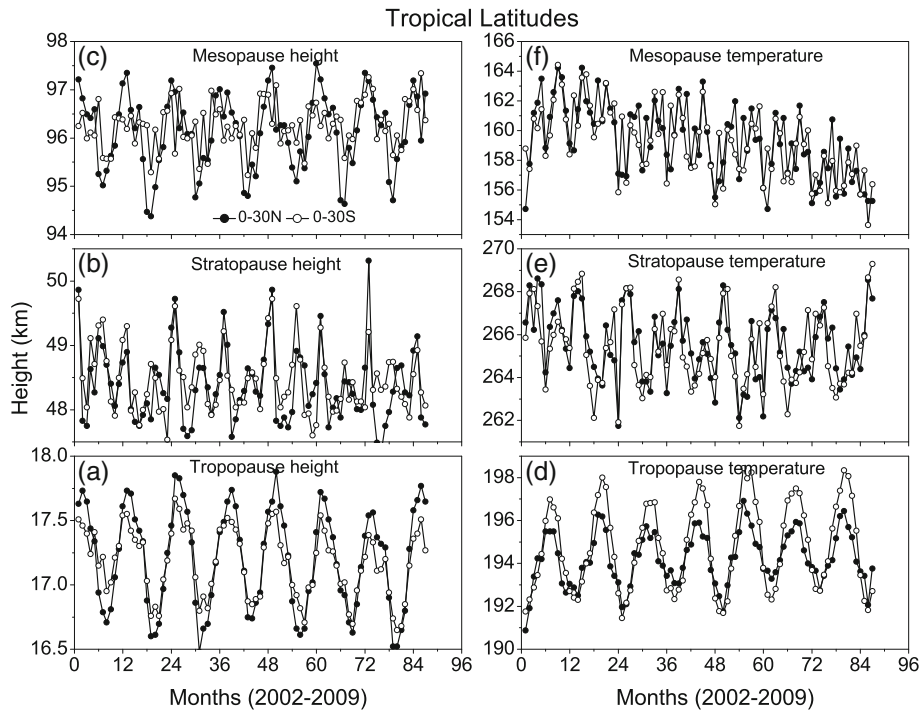 Tropical Latitudes
(c) Mesopause height
98
97
96
95
94
0-30N 0-30S
(f) Mesopause temperature
166
164
162
160
158
156
154
(b) Stratopause height
50
49
48
Height (km)
(e) Stratopause temperature
270
268
266
264
262
(a) Tropopause height
18.0
17.5
17.0
16.5
0 12 24 36 48 60 72 84 96
Months (2002-2009)
(d) Tropopause temperature
198
196
194
192
190
0 12 24 36 48 60 72 84 96
Months (2002-2009)